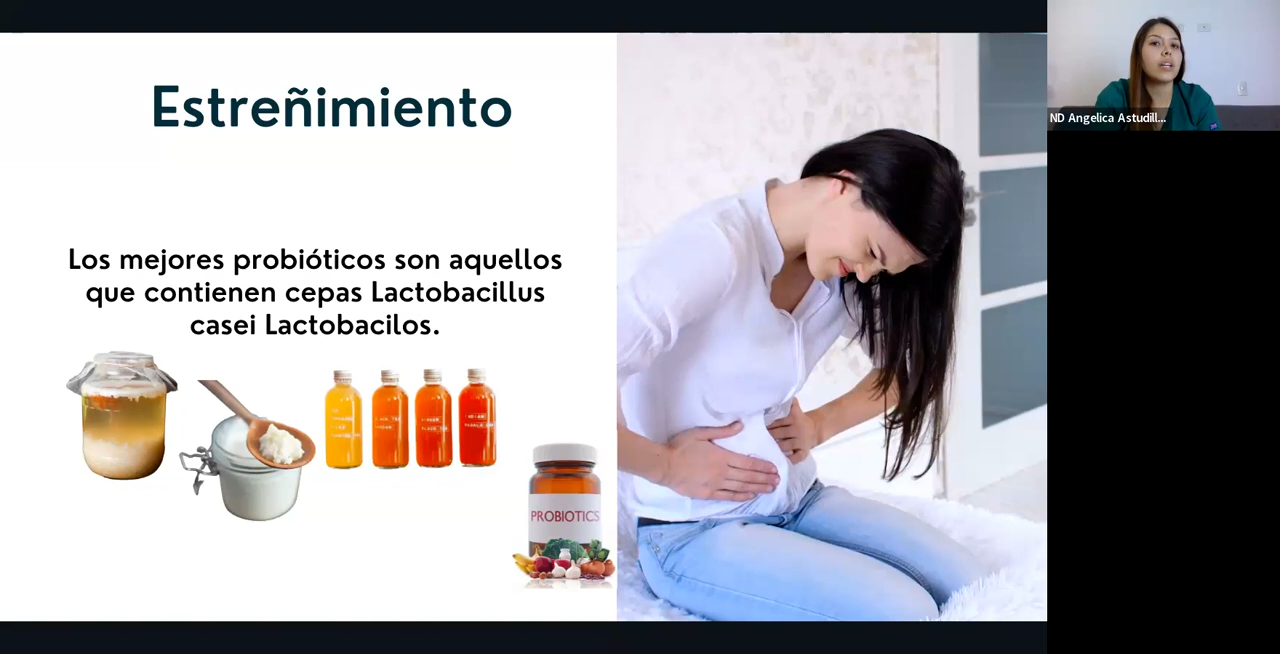 Estreñimiento
Los mejores probióticos son aquellos
que contienen cepas Lactobacillus
casei Lactobacilos.
PROBIOTICS
ND Angelica Astudill...